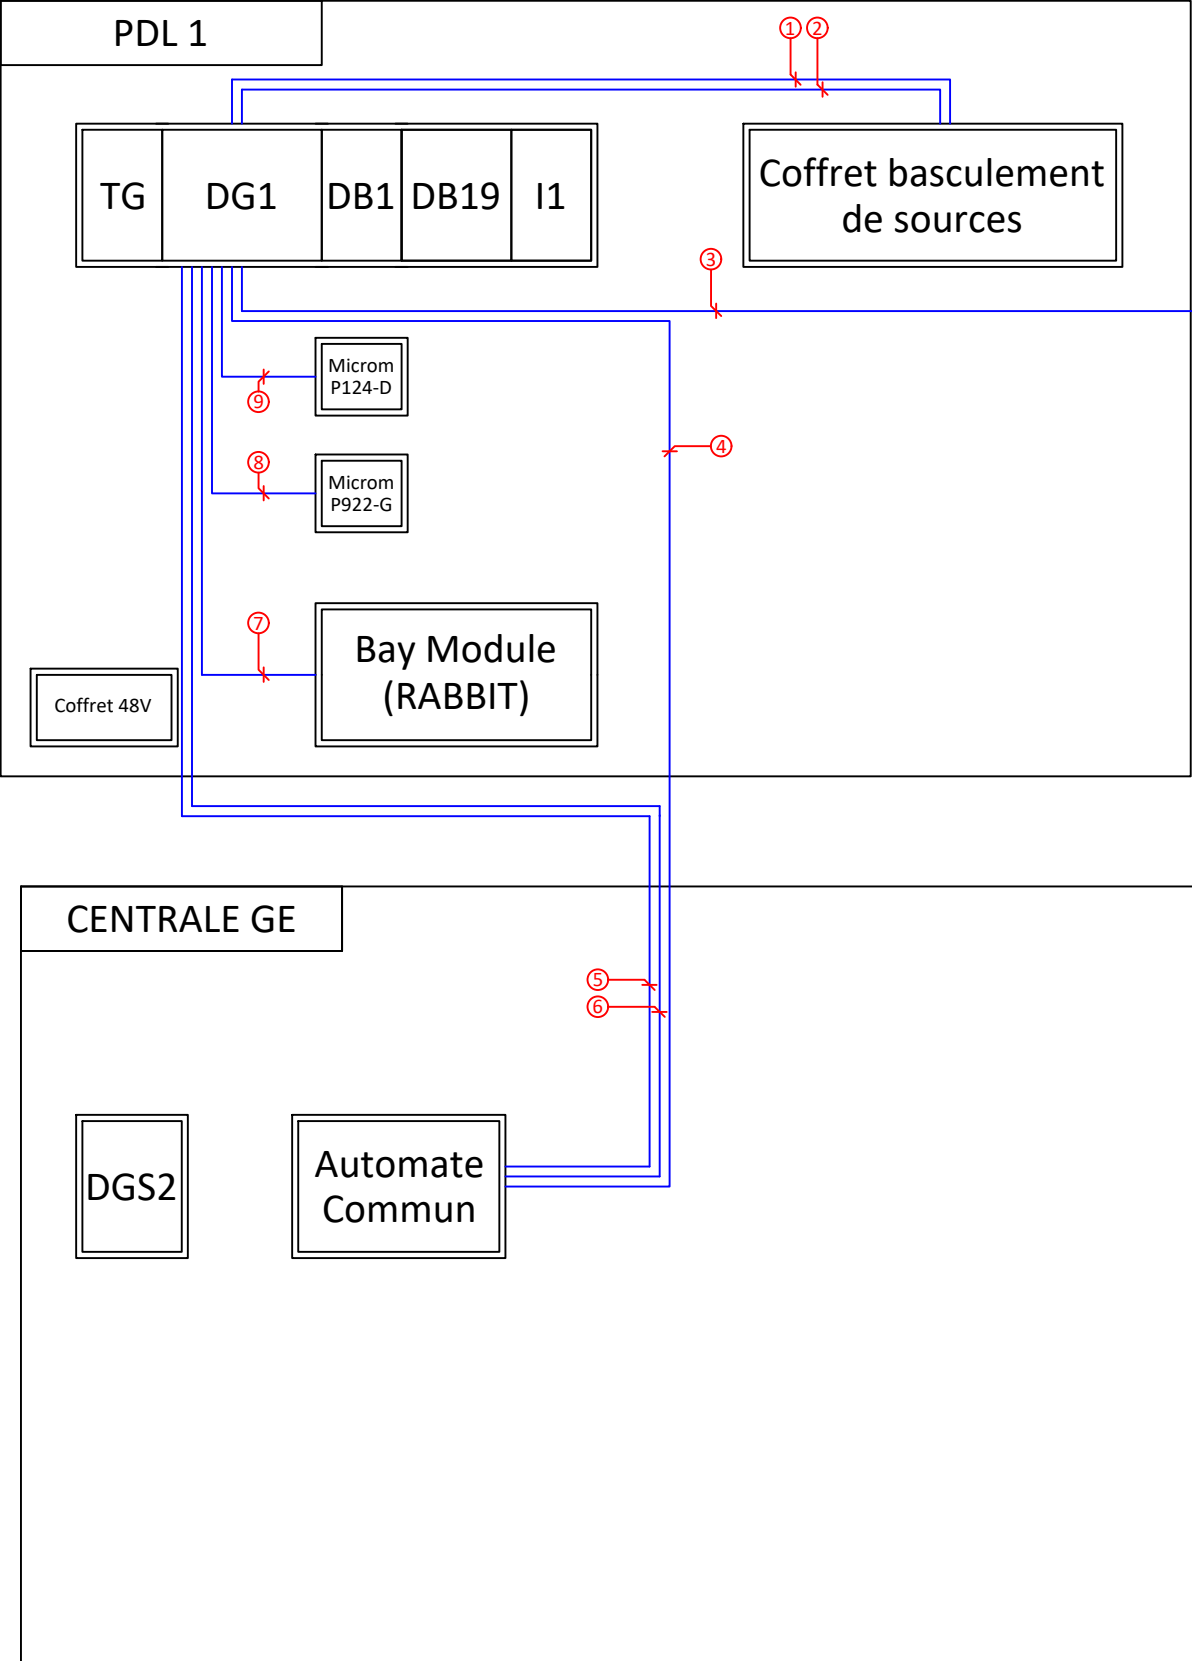 PDL 1
① ②
TG DG1 DB1 DB19 I1
Coffret basculement
de sources
③
Microm
P124-D
⑨
④
⑧
Microm
P922-G
⑦
Bay Module
(RABBIT)
Coffret 48V
CENTRALE GE
⑤
⑥
DGS2
Automate
Commun